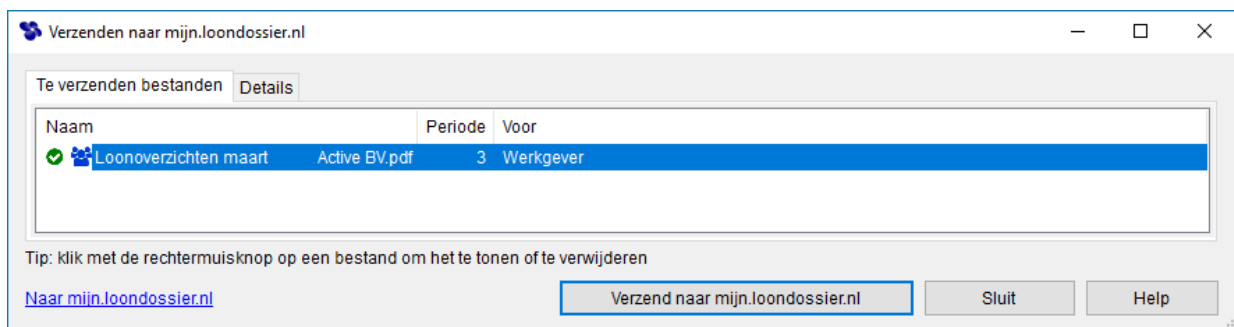 Verzenden naar mijn.loondossier.nl
Te verzenden bestanden Details
Naam Periode Voor
Loonoverzichten maart Active BV.pdf 3 Werkgever
Tip: klik met de rechtermuisknop op een bestand om het te tonen of te verwijderen
Naar mijn.loondossier.nl Verzend naar mijn.loondossier.nl Sluit Help